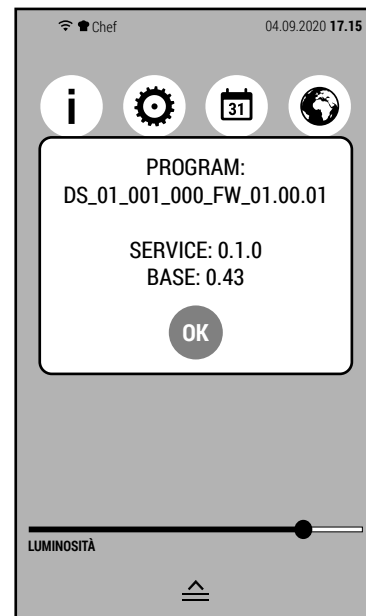 Chef 04.09.2020 17.15
i 31
PROGRAM:
DS_01_001_000_FW_01.00.01
SERVICE: 0.1.0
BASE: 0.43
OK
LUMINOSITÀ